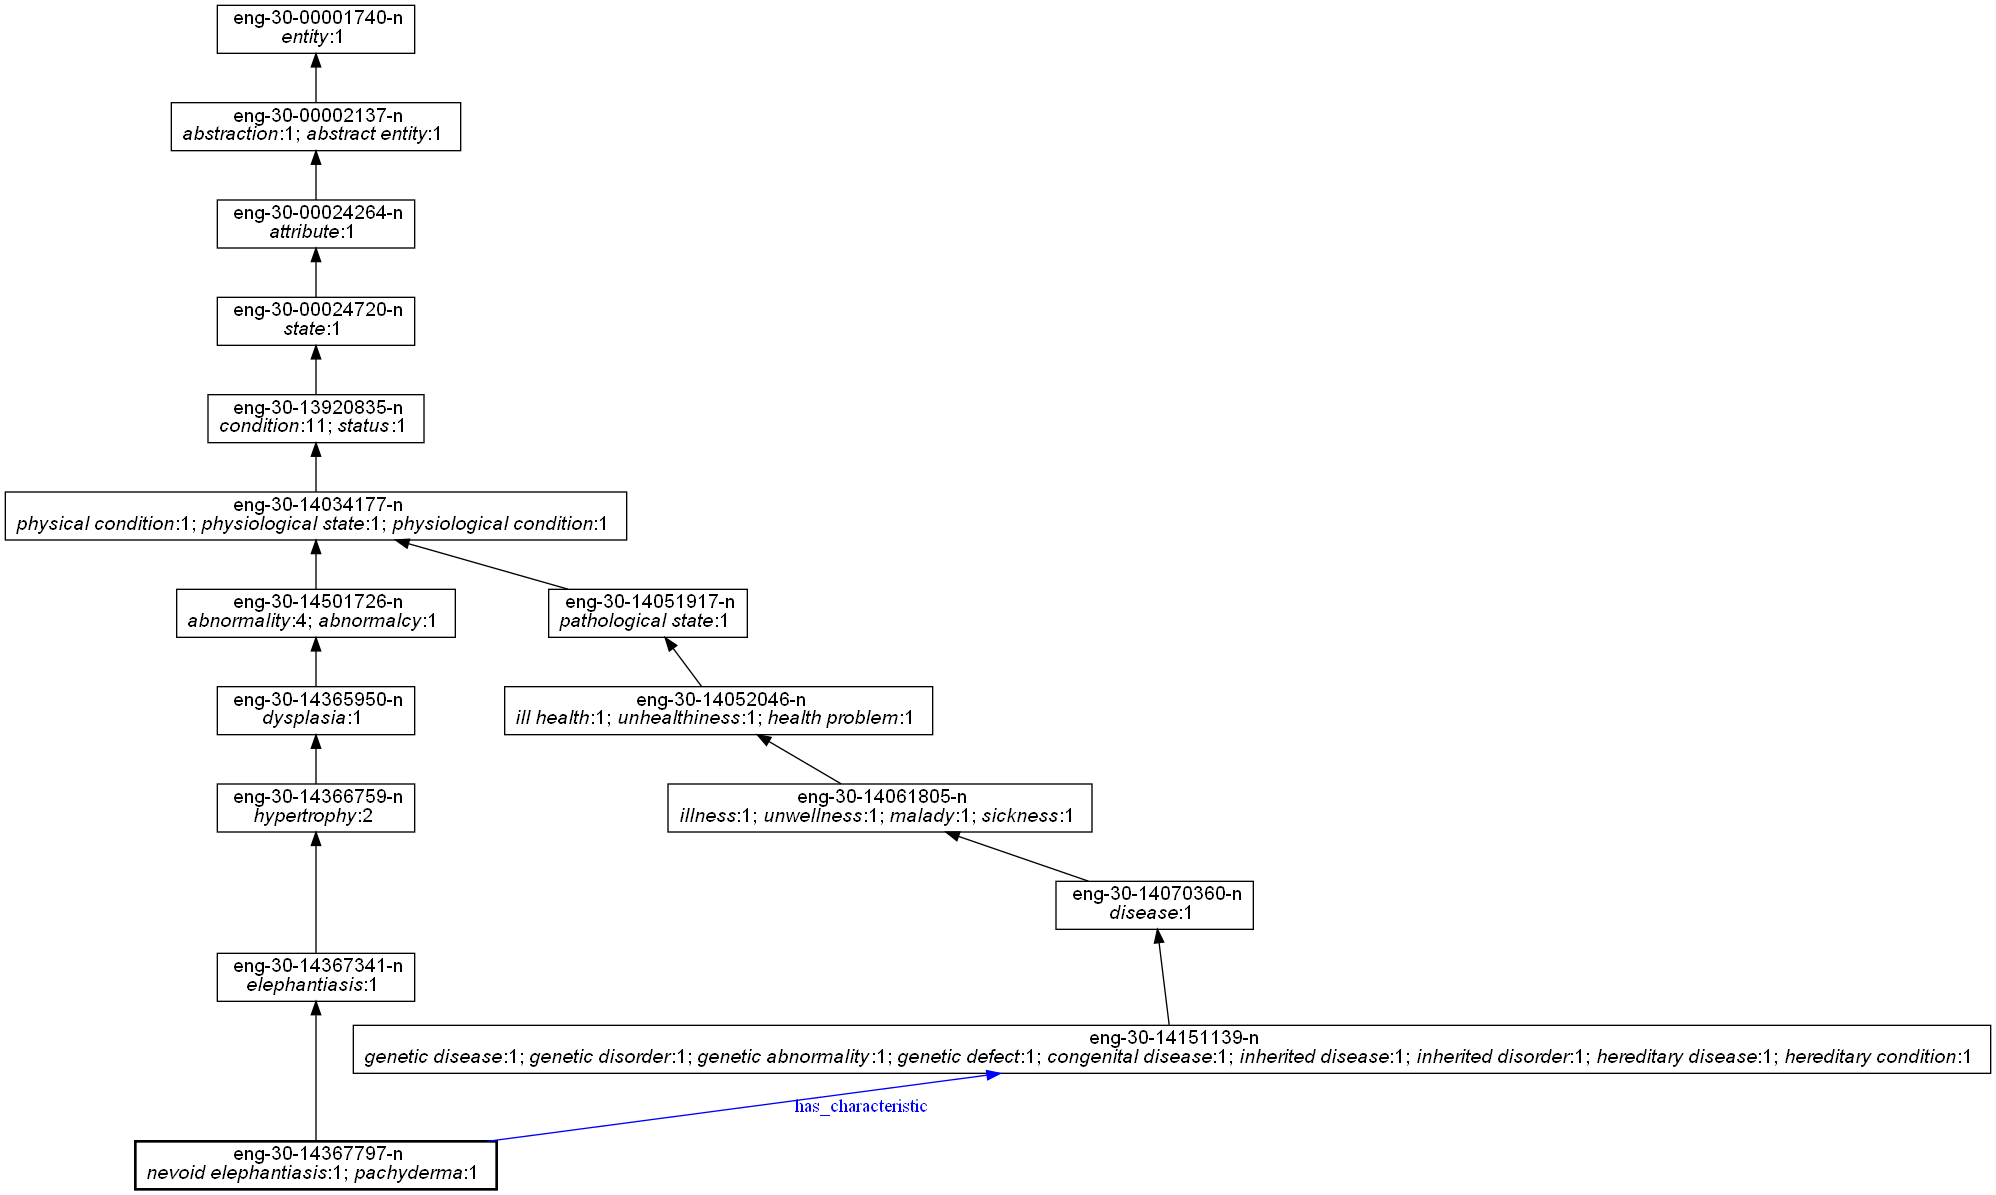 eng-30-00001740-n
entity:1
eng-30-00002137-n
abstraction:1; abstract entity:1
eng-30-00024264-n
attribute:1
eng-30-00024720-n
state:1
eng-30-13920835-n
condition:11; status:1
eng-30-14034177-n
physical condition:1; physiological state:1; physiological condition:1
eng-30-14501726-n
abnormality:4; abnormalcy:1
eng-30-14051917-n
pathological state:1
eng-30-14365950-n
dysplasia:1
eng-30-14052046-n
ill health:1; unhealthiness:1; health problem:1
eng-30-14366759-n
hypertrophy:2
eng-30-14061805-n
illness:1; unwellness:1; malady:1; sickness:1
eng-30-14070360-n
disease:1
eng-30-14367341-n
elephantiasis:1
eng-30-14151139-n
genetic disease:1; genetic disorder:1; genetic abnormality:1; genetic defect:1; congenital disease:1; inherited disease:1; inherited disorder:1; hereditary disease:1; hereditary condition:1
has_characteristic
eng-30-14367797-n
nevoid elephantiasis:1; pachyderma:1